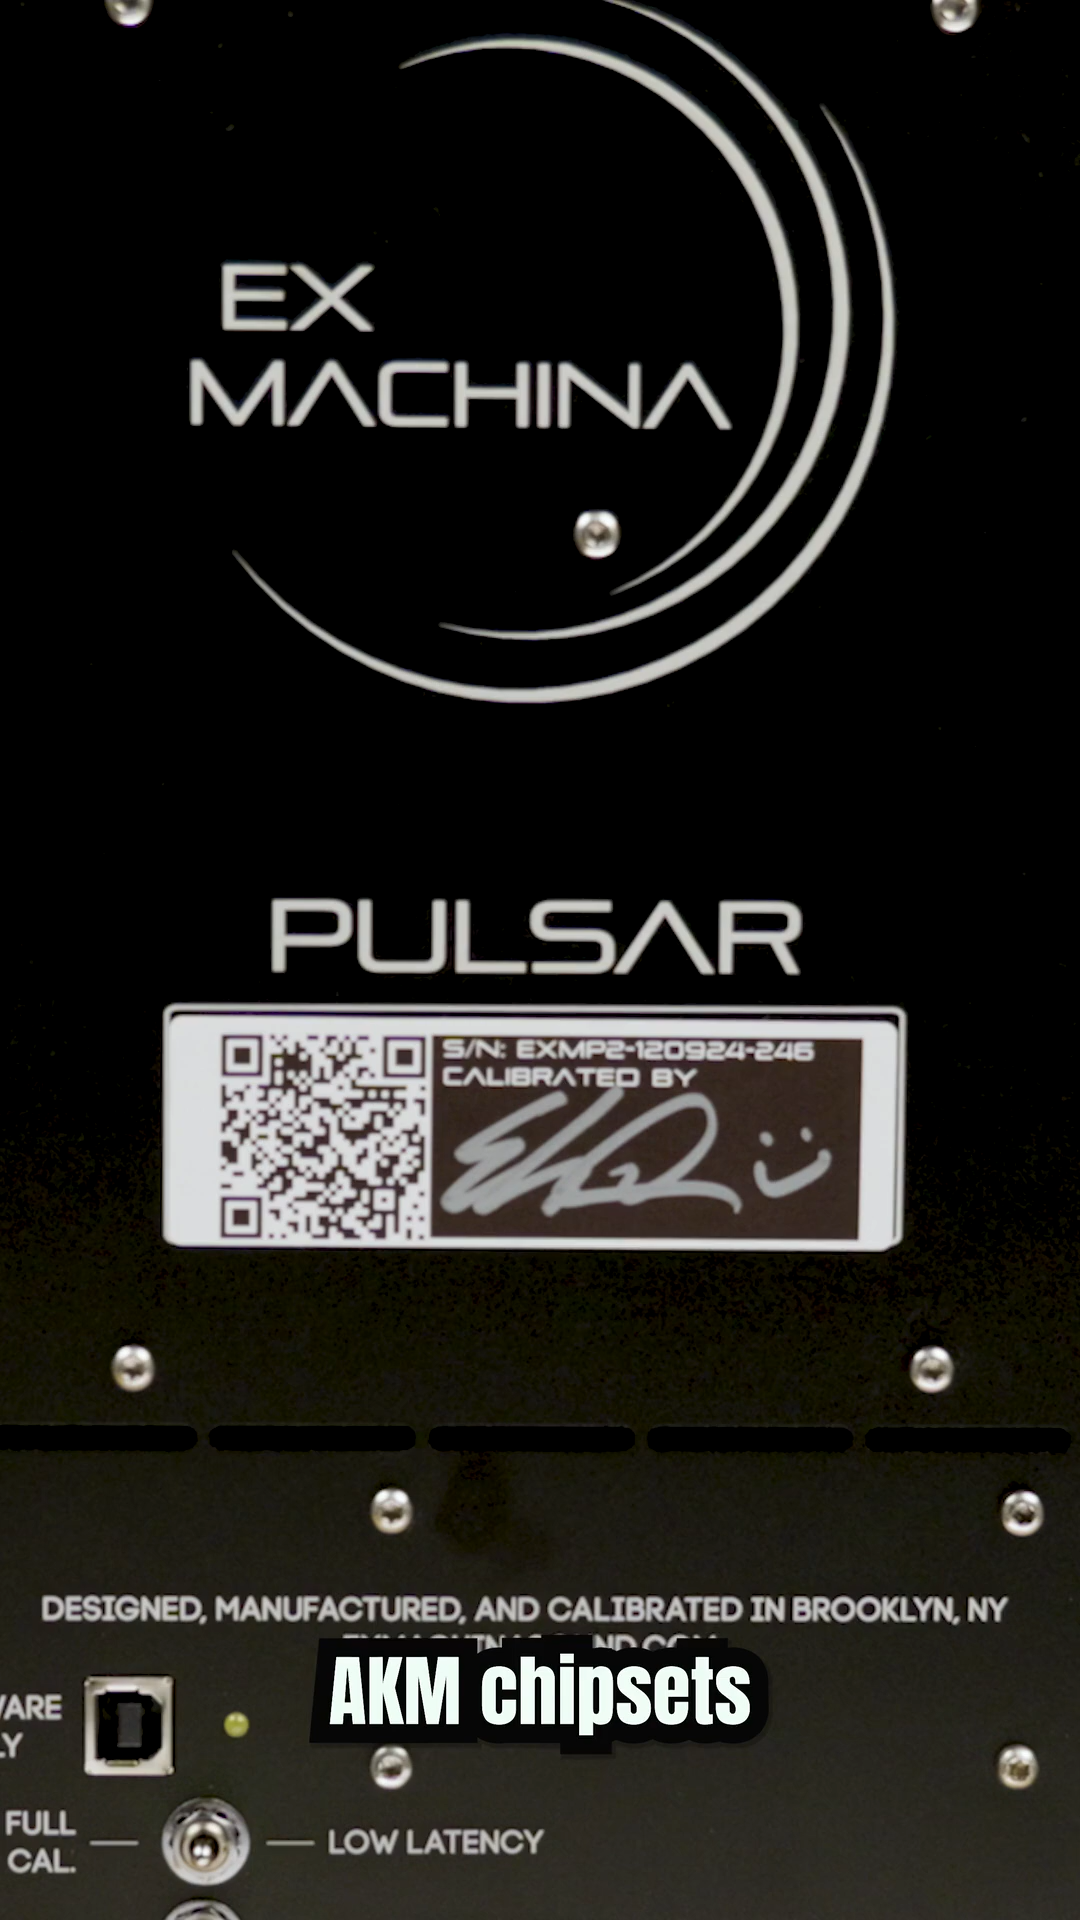 EX
MACHINA
PULSAR
S/N: EXMP2-120924-246
CALIBRATED BY
DESIGNED, MANUFACTURED, AND CALIBRATED IN BROOKLYN, NY
AKM chipsets
FULL
CAL.
LOW LATENCY